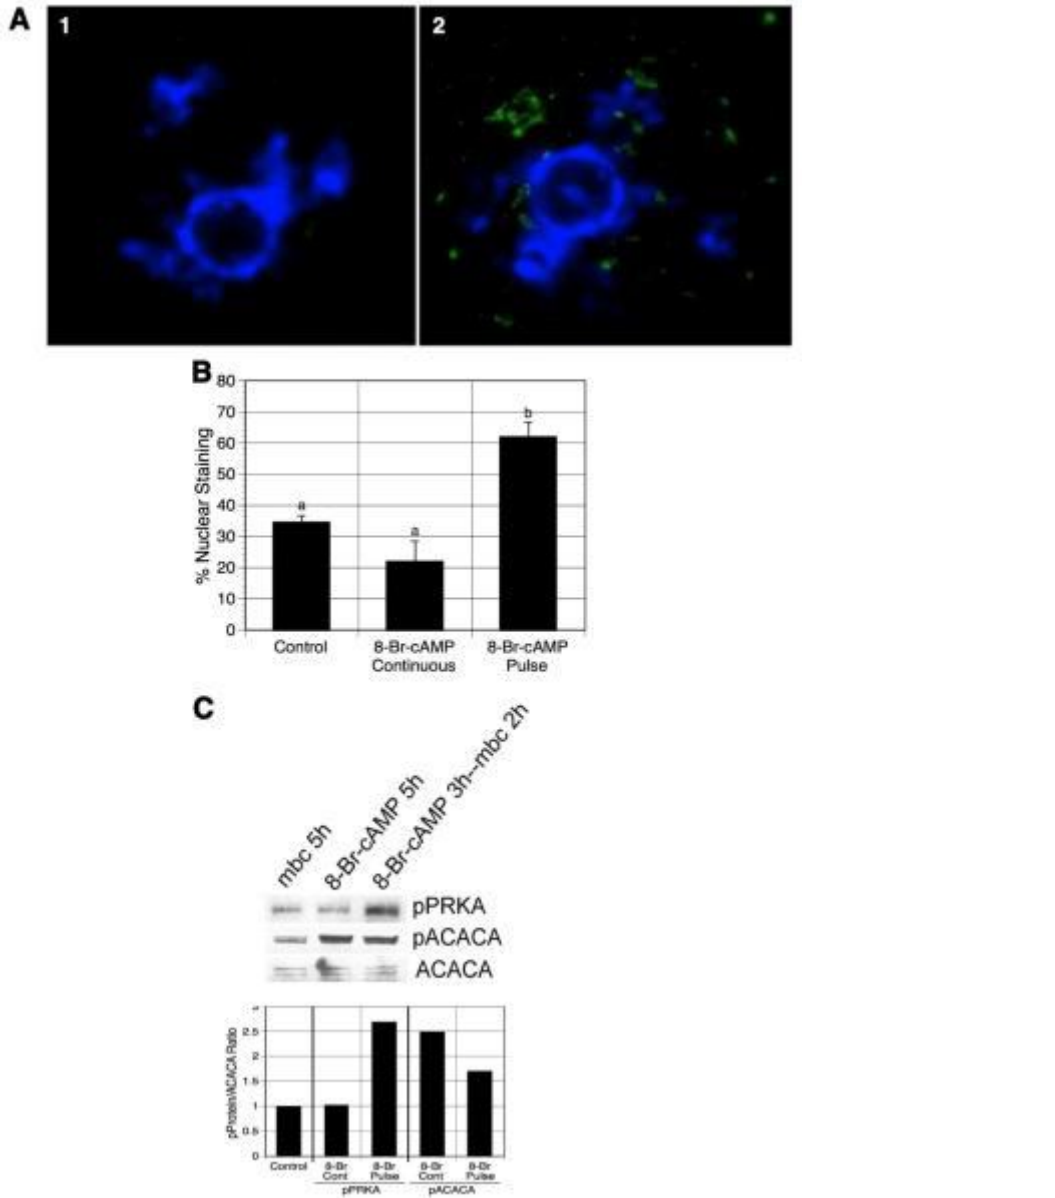 A
1
2
B
80
70
60
50
40
30
20
10
0
% Nuclear Staining
a
a
b
Control
8-Br-cAMP
Continuous
8-Br-cAMP
Pulse
C
mbc 5h
8-Br-cAMP 5h
8-Br-cAMP 3h--mbc 2h
pPRKA
pACACA
ACACA
pProtein/ACACA Ratio
2.5
2
1.5
1
0.5
0
Control
8-Br
Cont
8-Br
Pulse
8-Br
Cont
8-Br
Pulse
pPRKA
pACACA